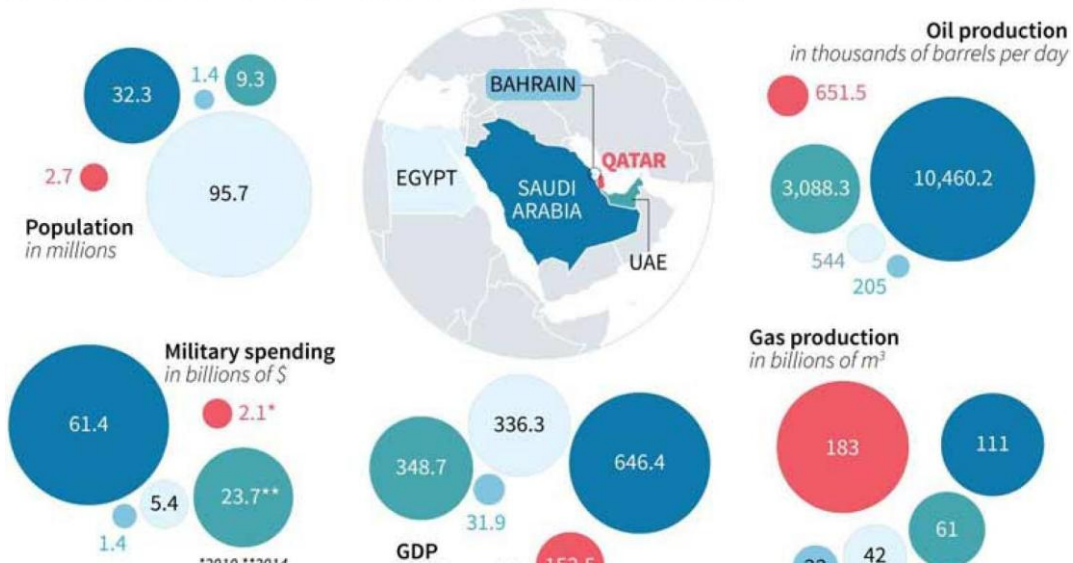 Oil production
in thousands of barrels per day
32.3
1.4
9.3
2.7
95.7
Population
in millions
BAHRAIN
QATAR
EGYPT
SAUDI
ARABIA
UAE
651.5
3,088.3
10,460.2
544
205
Military spending
in billions of $
61.4
2.1*
5.4
23.7**
1.4
336.3
348.7
646.4
31.9
GDP
Gas production
in billions of m³
183
111
61
42